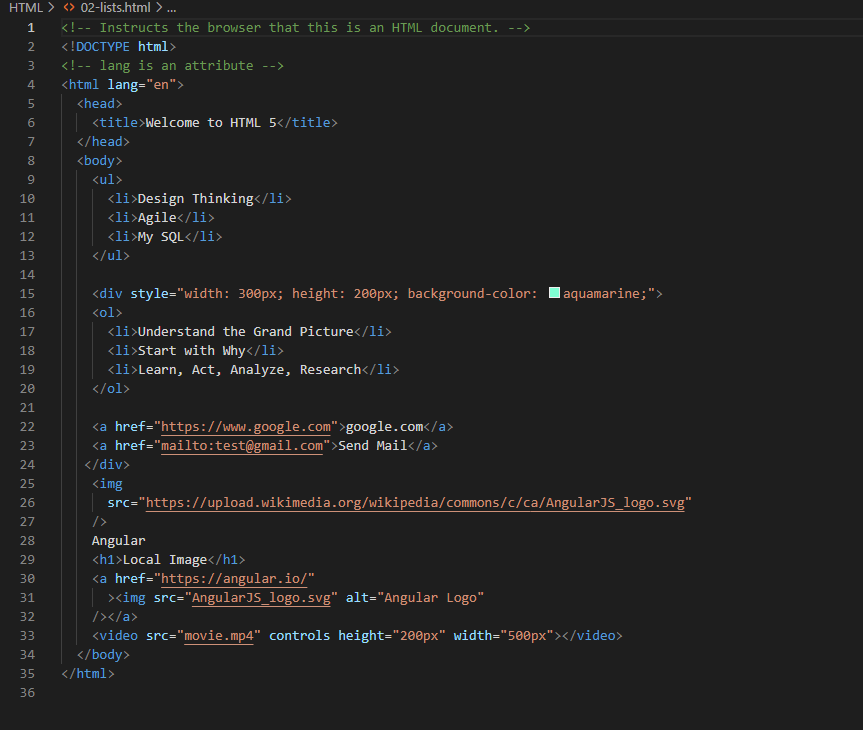 HTML > <> 02-lists.html > ...
1 <!-- Instructs the browser that this is an HTML document. -->
2 <!DOCTYPE html>
3 <!-- lang is an attribute -->
4 <html lang="en">
5   <head>
6     <title>Welcome to HTML 5</title>
7   </head>
8   <body>
9     <ul>
10       <li>Design Thinking</li>
11       <li>Agile</li>
12       <li>My SQL</li>
13     </ul>
14
15     <div style="width: 300px; height: 200px; background-color: aquamarine;">
16     <ol>
17       <li>Understand the Grand Picture</li>
18       <li>Start with Why</li>
19       <li>Learn, Act, Analyze, Research</li>
20     </ol>
21
22     <a href="https://www.google.com">google.com</a>
23     <a href="mailto:test@gmail.com">Send Mail</a>
24    </div>
25     <img
26       src="https://upload.wikimedia.org/wikipedia/commons/c/ca/AngularJS_logo.svg"
27     />
28     Angular
29     <h1>Local Image</h1>
30     <a href="https://angular.io/"
31       ><img src="AngularJS_logo.svg" alt="Angular Logo"
32     /></a>
33     <video src="movie.mp4" controls height="200px" width="500px"></video>
34   </body>
35 </html>
36